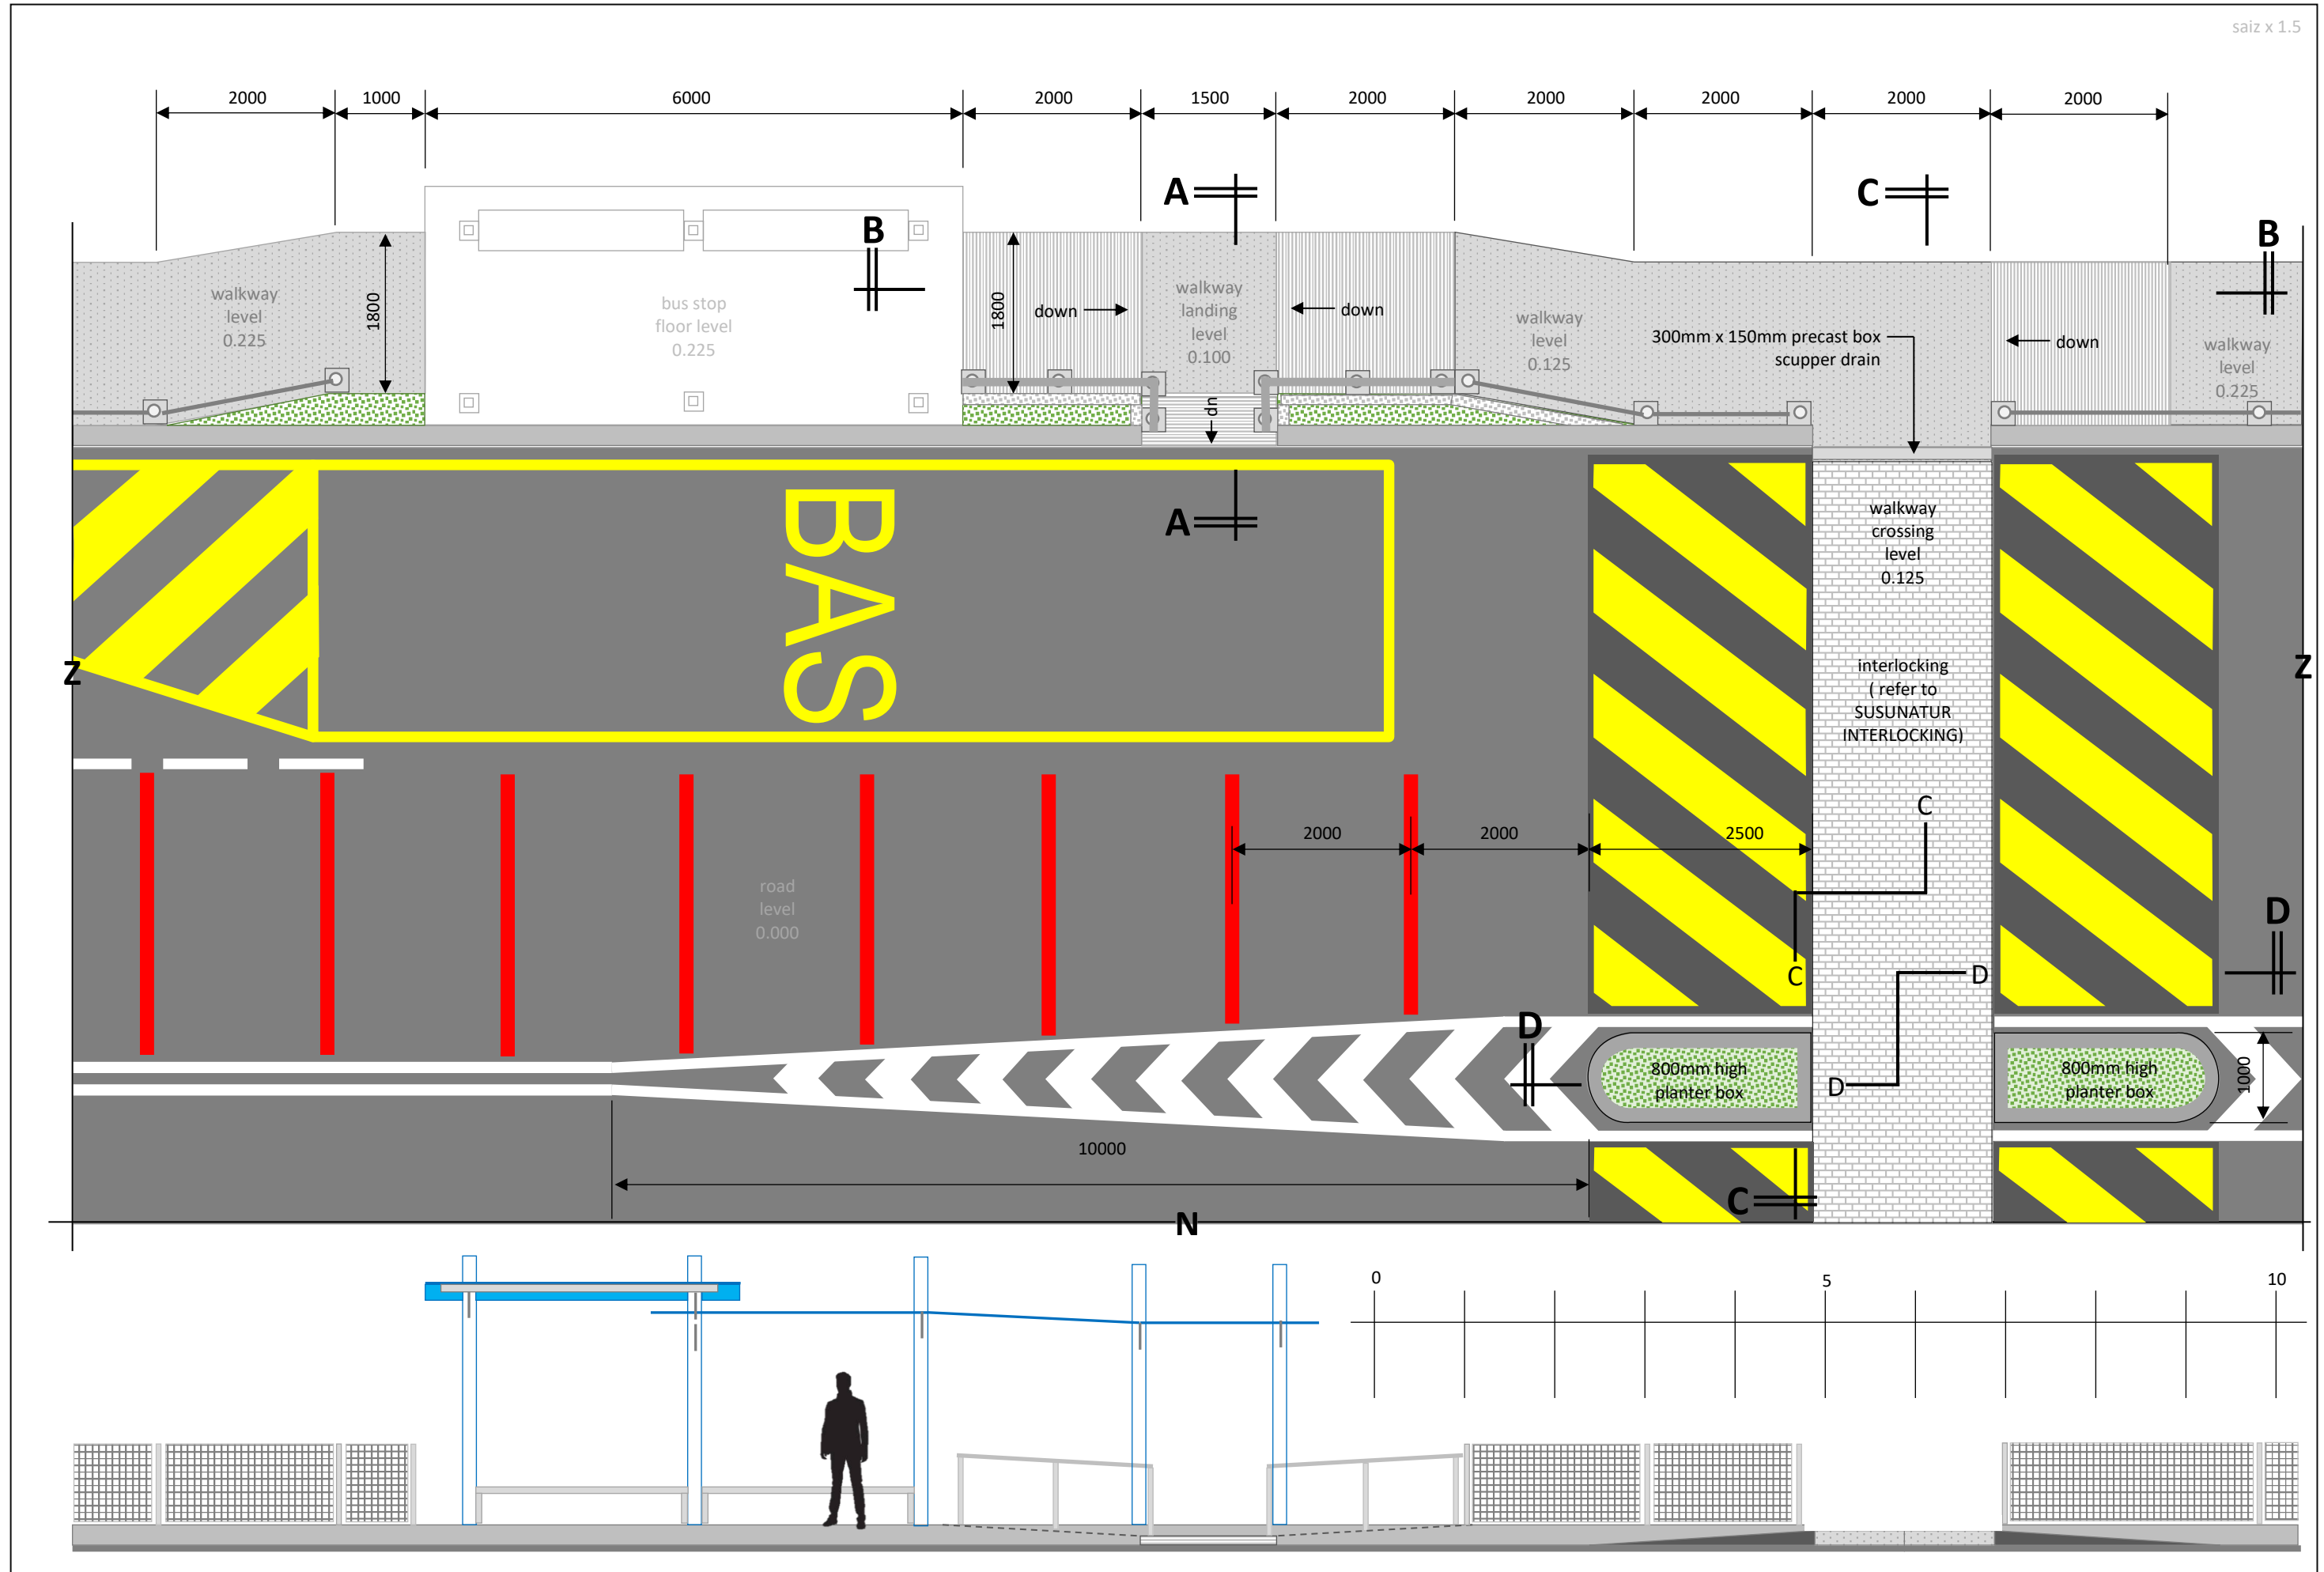 saiz x 1.5
2000
1000
6000
2000
1500
2000
2000
2000
2000
2000
A
C
B
B
walkway
level
0.225
1800
bus stop
floor level
0.225
1800
down
walkway
landing
level
0.100
down
walkway
level
0.125
300mm x 150mm precast box
scupper drain
down
walkway
level
0.225
up
BAS
A
walkway
crossing
level
0.125
Z
Z
interlocking
( refer to
SUSUNATUR
INTERLOCKING)
2000
2000
2500
C
road
level
0.000
C
D
D
D
D
800mm high
planter box
800mm high
planter box
1000
10000
C
N
0
5
10